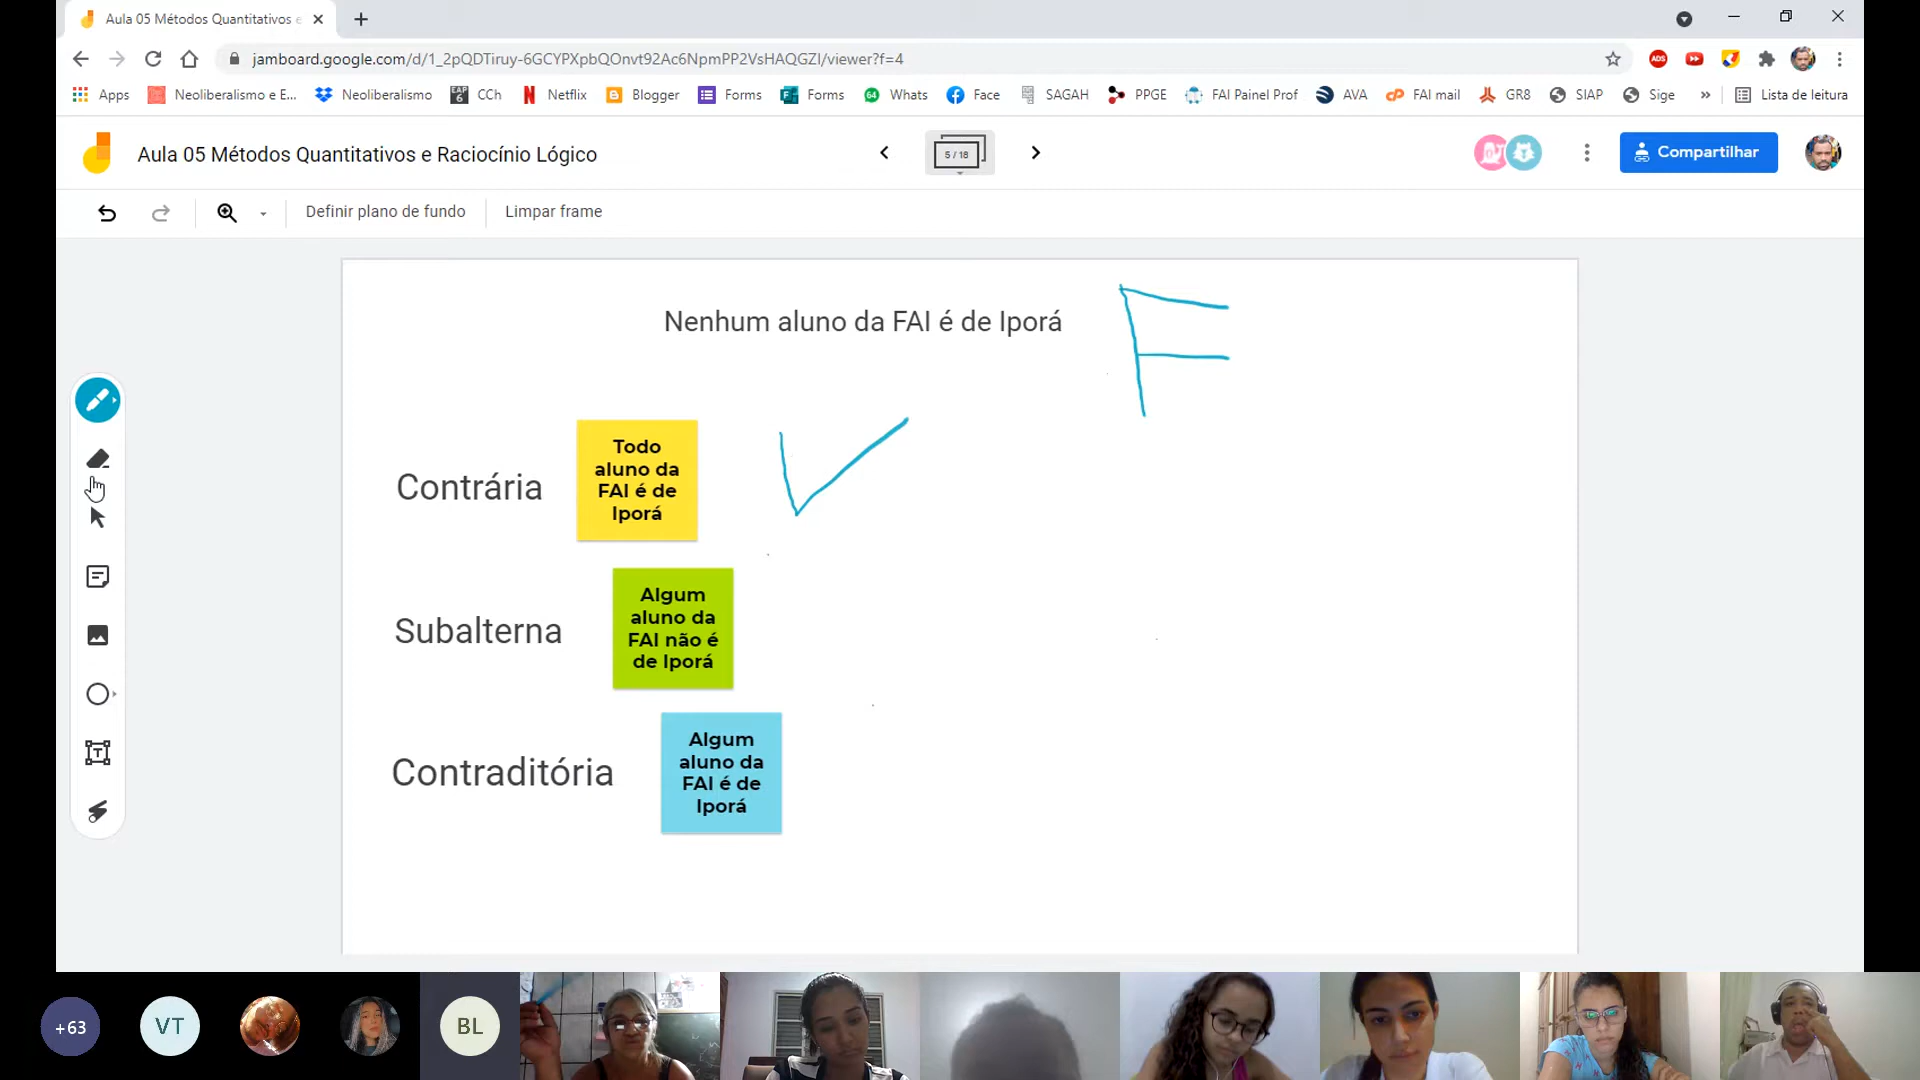 Aula 05 Métodos Quantitativos e
jamboard.google.com/d/1_2pQDTiruy-6GCYPXpbQOnvt92Ac6NpmPP2VsHAQGZI/viewer?f=4
Apps Neoliberalismo e E... Neoliberalismo EAP 6 CCh Netflix Blogger Forms Forms 64 Whats Face SAGAH PPGE FAI Painel Prof AVA FAI mail GR8 SIAP Sige » Lista de leitura
ADS
Aula 05 Métodos Quantitativos e Raciocínio Lógico
5 / 18
Compartilhar
Definir plano de fundo
Limpar frame
Nenhum aluno da FAI é de Iporá
F
Contrária
Todo
aluno da
FAI é de
Iporá
V
Subalterna
Algum
aluno da
FAI não é
de Iporá
Contraditória
Algum
aluno da
FAI é de
Iporá
+63
VT
BL